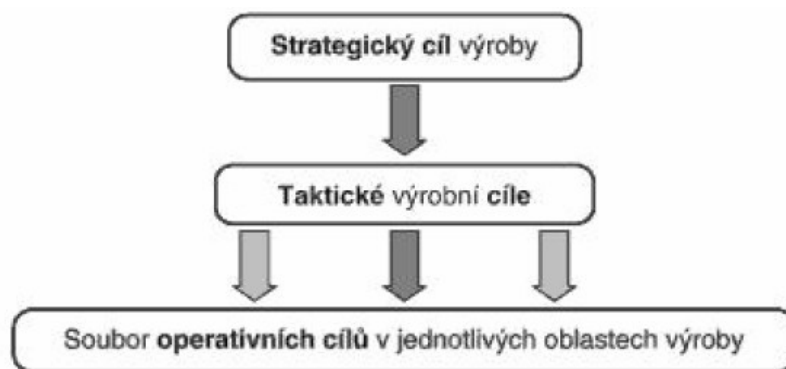 Strategický cíl výroby
Taktické výrobní cíle
Soubor operativních cílů v jednotlivých oblastech výroby